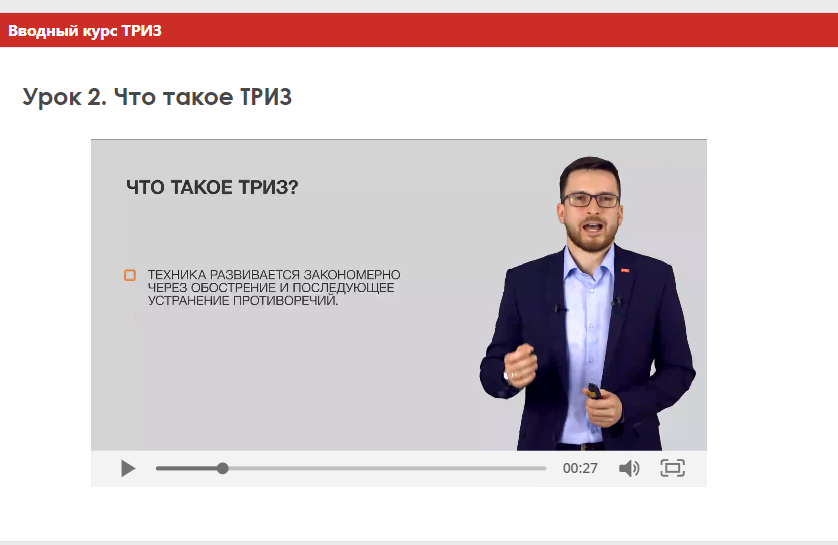 Вводный курс ТРИЗ
Урок 2. Что такое ТРИЗ
ЧТО ТАКОЕ ТРИЗ?
ТЕХНИКА РАЗВИВАЕТСЯ ЗАКОНОМЕРНО
ЧЕРЕЗ ОБОСТРЕНИЕ И ПОСЛЕДУЮЩЕЕ
УСТРАНЕНИЕ ПРОТИВОРЕЧИЙ.
00:27